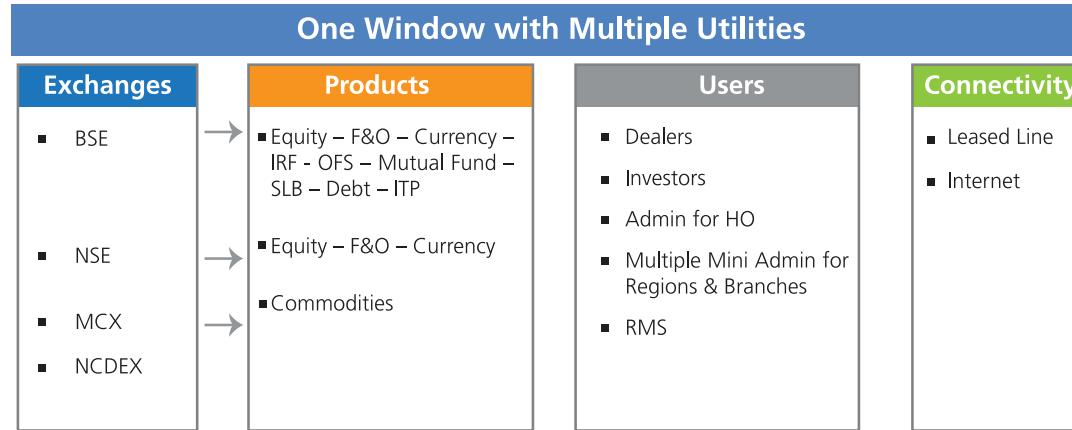 One Window with Multiple Utilities
Exchanges
BSE
NSE
MCX
NCDEX
Products
Equity – F&O – Currency –
IRF - OFS – Mutual Fund –
SLB – Debt – ITP
Equity – F&O – Currency
Commodities
Users
Dealers
Investors
Admin for HO
Multiple Mini Admin for
Regions & Branches
RMS
Connectivity
Leased Line
Internet